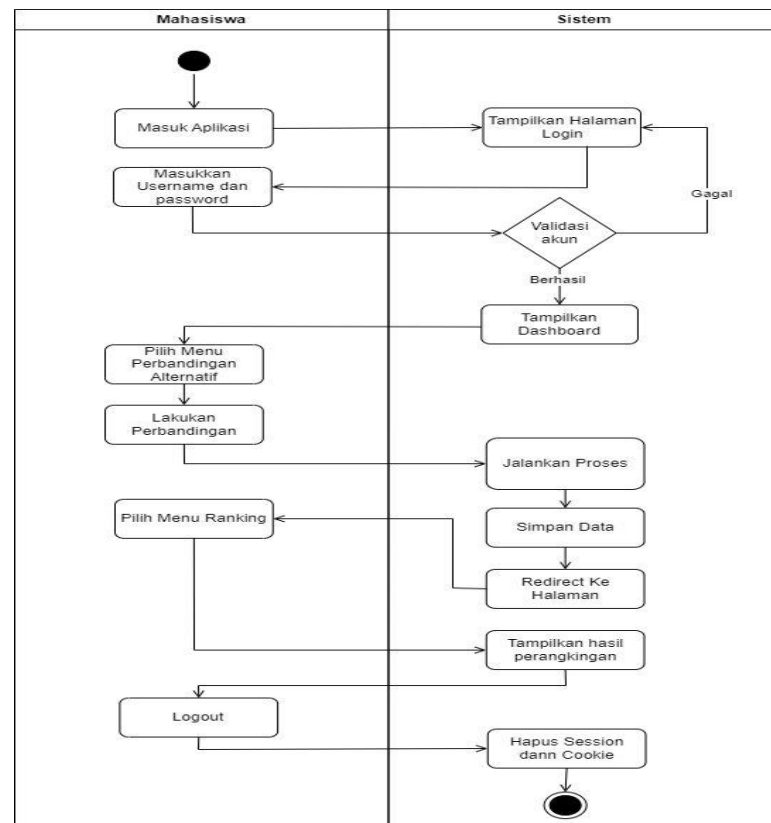 Mahasiswa
Sistem
Masuk Aplikasi
Tampilkan Halaman
Login
Masukkan
Username dan
password
Gagal
Validasi
akun
Berhasil
Tampilkan
Dashboard
Pilih Menu
Perbandingan
Alternatif
Lakukan
Perbandingan
Jalankan Proses
Simpan Data
Pilih Menu Ranking
Redirect Ke
Halaman
Tampilkan hasil
perangkingan
Logout
Hapus Session
dann Cookie